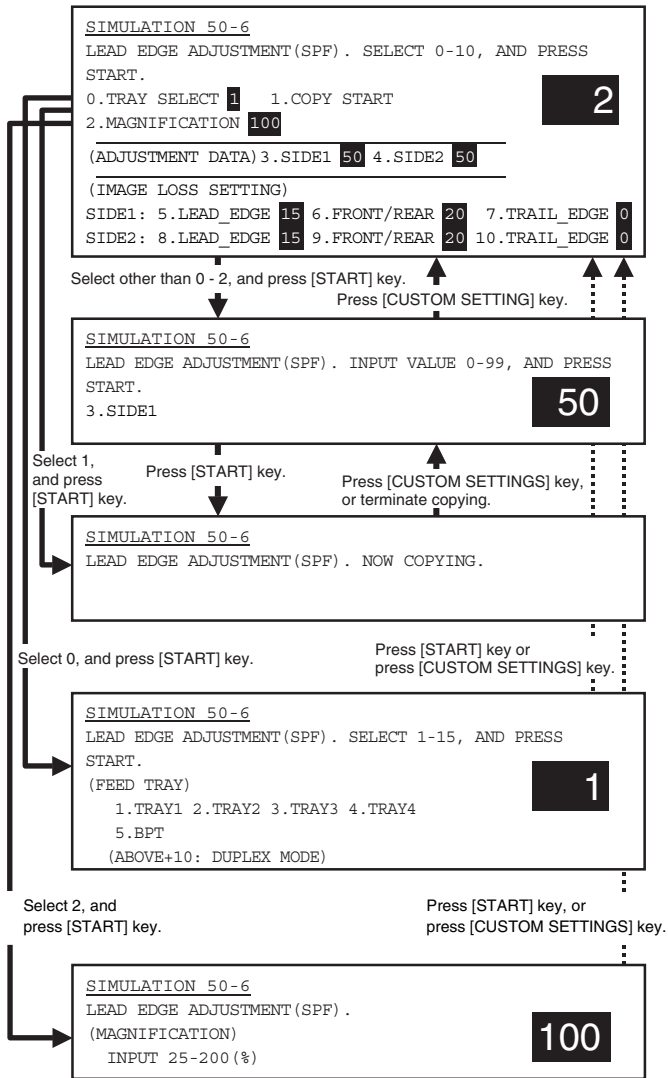 SIMULATION 50-6
LEAD EDGE ADJUSTMENT(SPF). SELECT 0-10, AND PRESS
START.
0.TRAY SELECT 1 1.COPY START
2
2.MAGNIFICATION 100
(ADJUSTMENT DATA)3.SIDE1 50 4.SIDE2 50
(IMAGE LOSS SETTING)
SIDE1: 5.LEAD_EDGE 15 6.FRONT/REAR 20 7.TRAIL_EDGE 0
SIDE2: 8.LEAD_EDGE 15 9.FRONT/REAR 20 10.TRAIL_EDGE 0
Select other than 0 - 2, and press [START] key.
Press [CUSTOM SETTING] key.
SIMULATION 50-6
LEAD EDGE ADJUSTMENT(SPF). INPUT VALUE 0-99, AND PRESS
START.
3.SIDE1
50
Select 1,
and press
[START] key.
Press [START] key.
Press [CUSTOM SETTINGS] key,
or terminate copying.
SIMULATION 50-6
LEAD EDGE ADJUSTMENT(SPF). NOW COPYING.
Select 0, and press [START] key.
Press [START] key or
press [CUSTOM SETTINGS] key.
SIMULATION 50-6
LEAD EDGE ADJUSTMENT(SPF). SELECT 1-15, AND PRESS
START.
(FEED TRAY)
1
1.TRAY1 2.TRAY2 3.TRAY3 4.TRAY4
5.BPT
(ABOVE+10: DUPLEX MODE)
Select 2, and
press [START] key.
Press [START] key, or
press [CUSTOM SETTINGS] key.
SIMULATION 50-6
LEAD EDGE ADJUSTMENT(SPF).
(MAGNIFICATION)
INPUT 25-200(%)
100